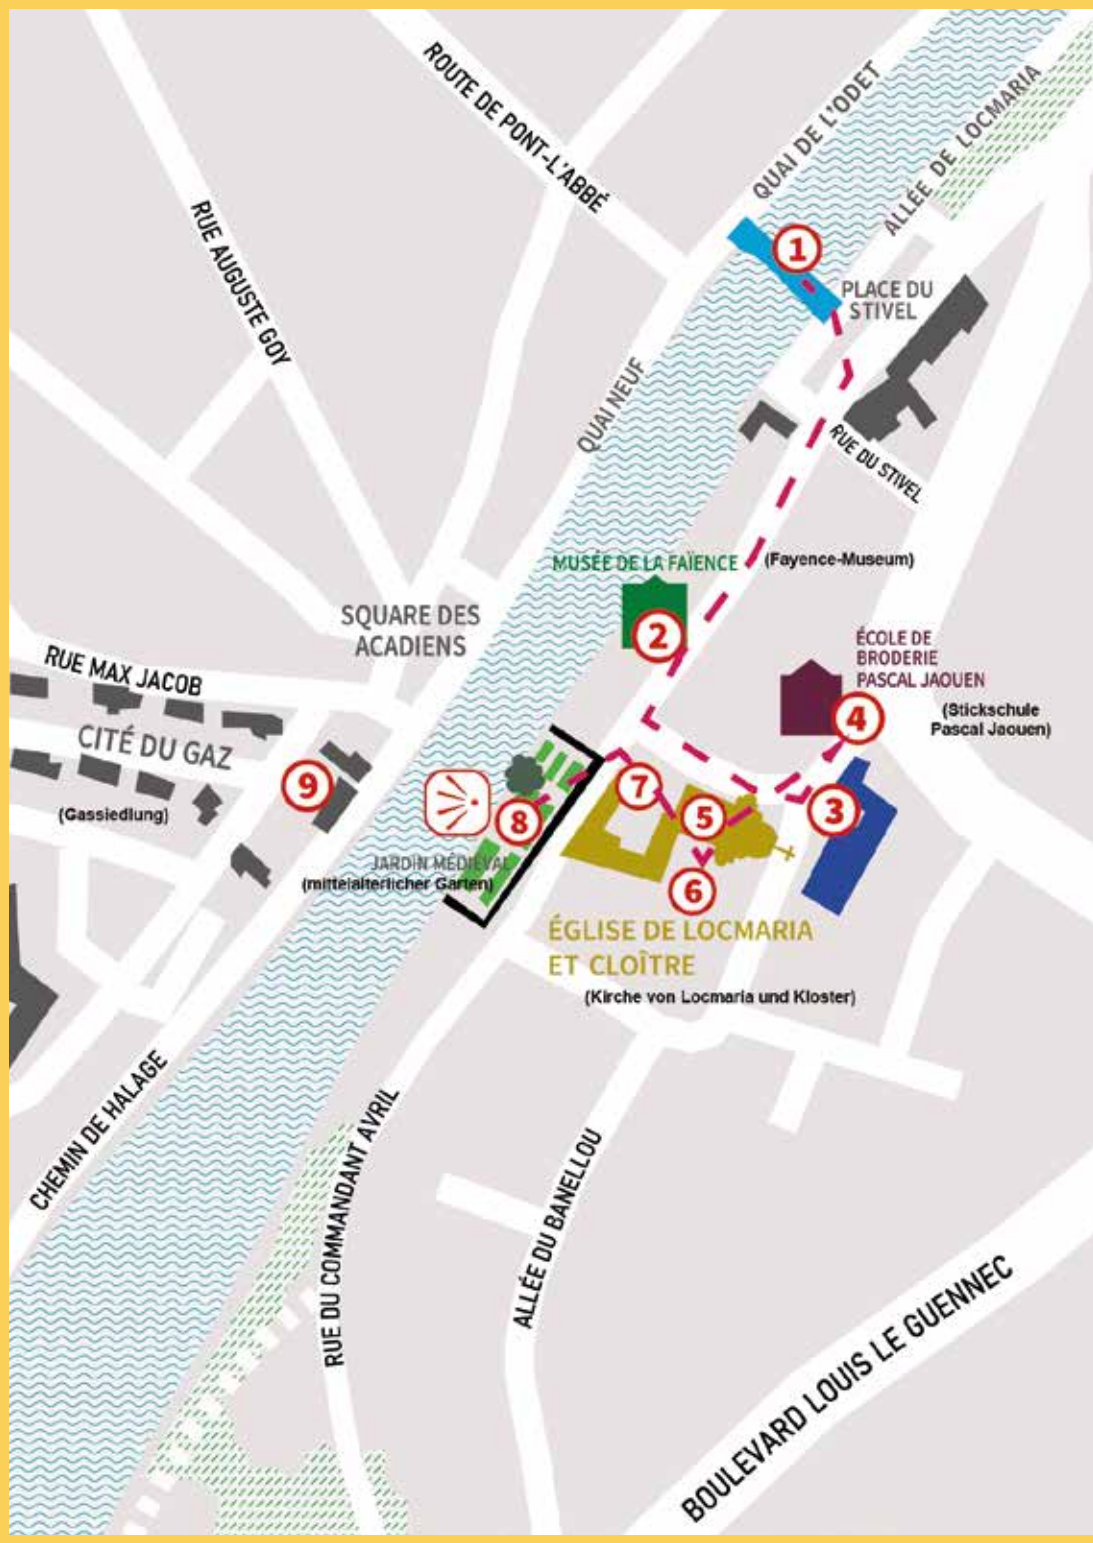 ROUTE DE PONT-L'ABBÉ
QUAI DE L'ODET
ALLÉE DE LOCMARIA
RUE AUGUSTE GOY
1
PLACE DU
STIVEL
QUAI NEUF
RUE DU STIVEL
MUSÉE DE LA FAÏENCE
(Fayence-Museum)
2
SQUARE DES
ACADIENS
ÉCOLE DE
BRODERIE
PASCAL JAOUEN
(Stickschule
Pascal Jaouen)
4
RUE MAX JACOB
CITÉ DU GAZ
(Gassiedlung)
9
7
8
5
3
6
JARDIN MÉDIÉVAL
(mittelalterlicher Garten)
ÉGLISE DE LOCMARIA
ET CLOÎTRE
(Kirche von Locmaria und Kloster)
CHEMIN DE HALAGE
RUE DU COMMANDANT AVRIL
ALLÉE DU BANELLOU
BOULEVARD LOUIS LE GUENNEC